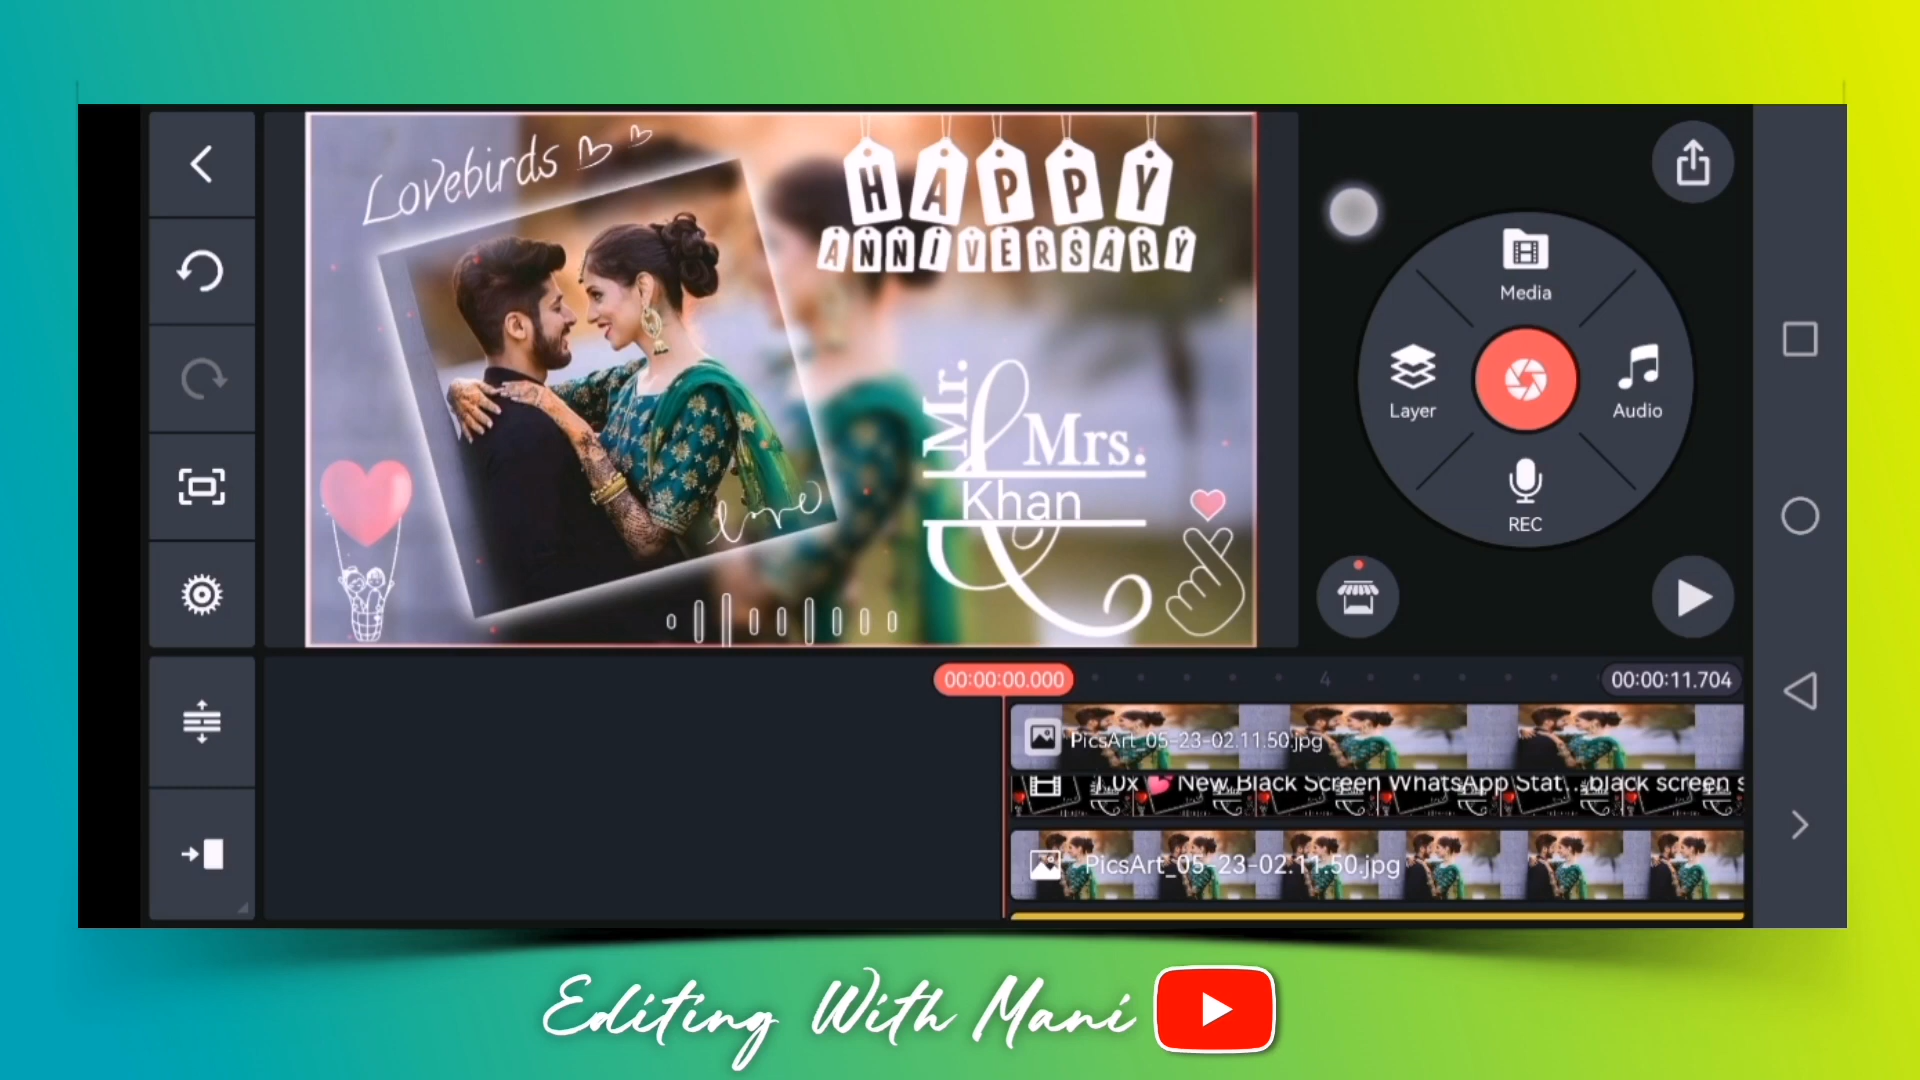 Lovebirds
HAPPY
ANNIVERSARY
Mr. & Mrs.
Khan
love
Media
Layer
Audio
REC
00:00:00.000
4
00:00:11.704
PicsArt_05-23-02.11.50.jpg
1.0x 💕 New Black Screen WhatsApp Stat...black screen s
PicsArt_05-23-02.11.50.jpg
Editing With Mani